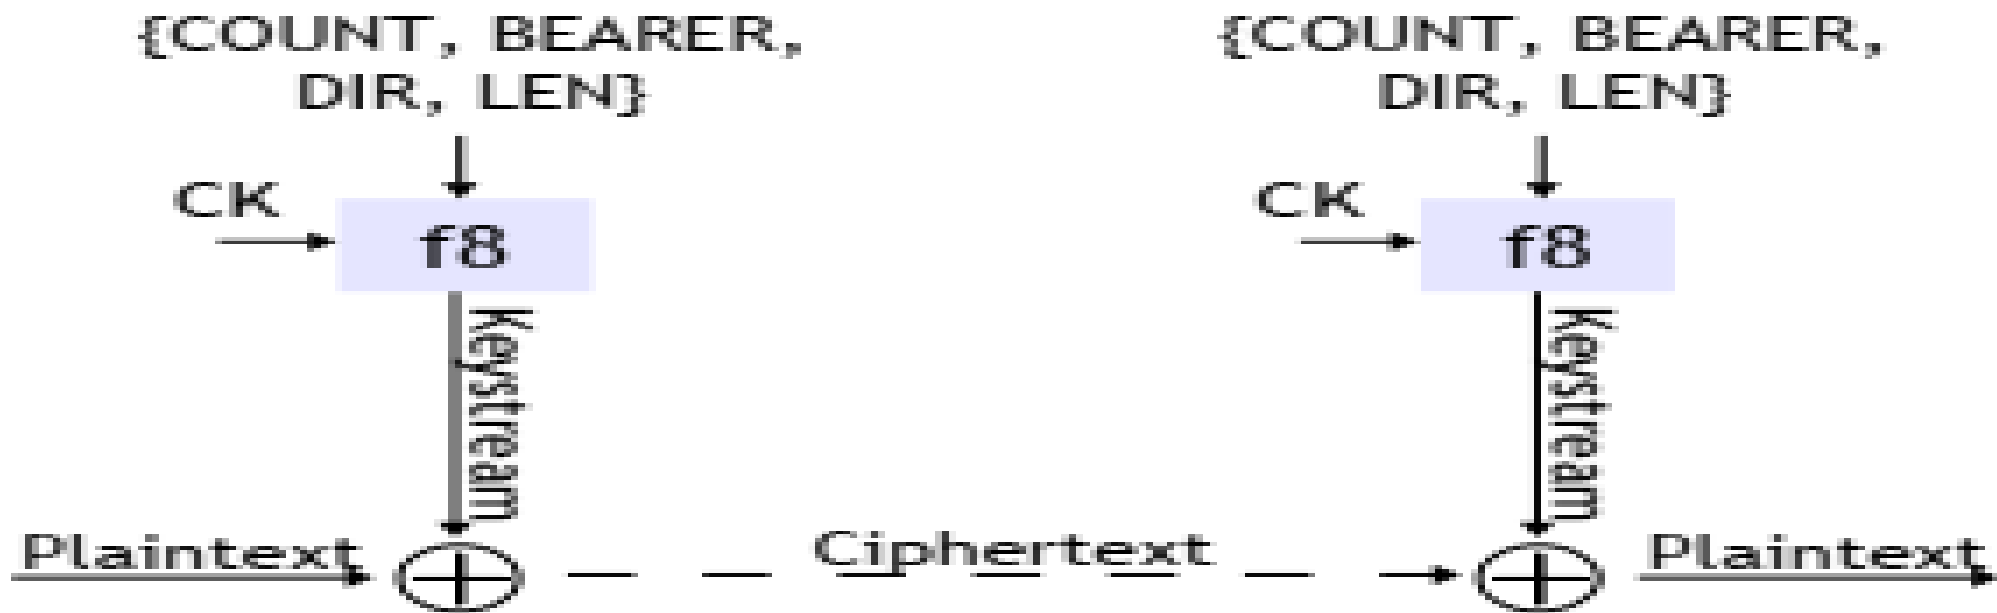 {COUNT, BEARER,
DIR, LEN}
CK
f8
Keystream
Plaintext
Ciphertext
{COUNT, BEARER,
DIR, LEN}
CK
f8
Keystream
Plaintext